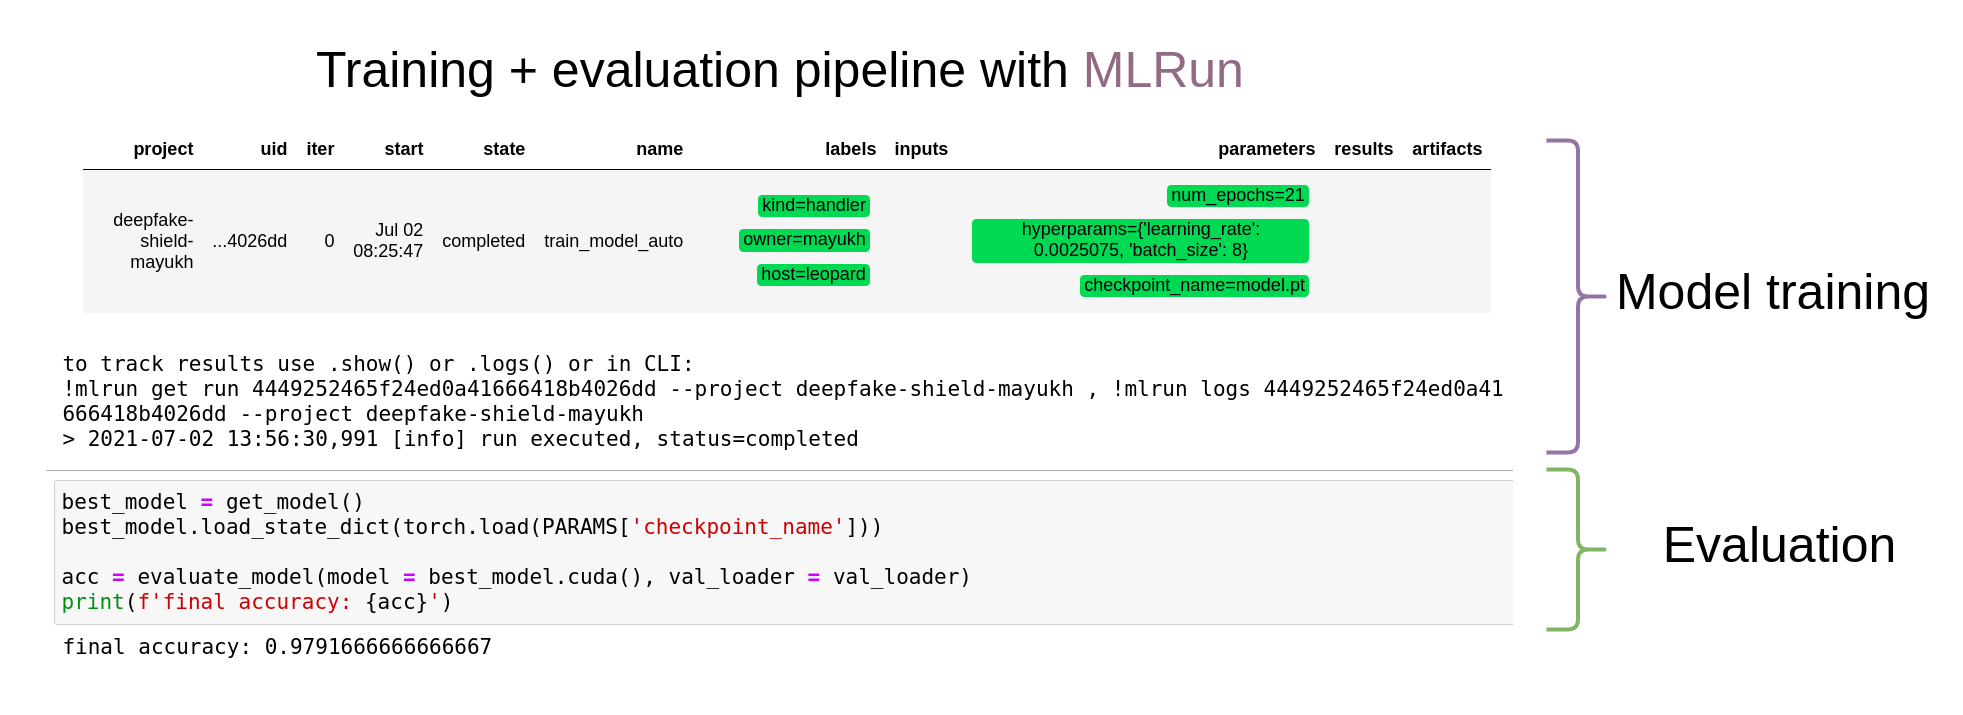 Training + evaluation pipeline with MLRun
project uid iter start state name labels inputs parameters results artifacts
deepfake-
shield-
mayukh
...4026dd
0
Jul 02
08:25:47
completed
train_model_auto
kind=handler
owner=mayukh
host=leopard
num_epochs=21
hyperparams={'learning_rate':
0.0025075, 'batch_size': 8}
checkpoint_name=model.pt
to track results use .show() or .logs() or in CLI:
!mlrun get run 4449252465f24ed0a41666418b4026dd --project deepfake-shield-mayukh , !mlrun logs 4449252465f24ed0a41
666418b4026dd --project deepfake-shield-mayukh
> 2021-07-02 13:56:30,991 [info] run executed, status=completed
Model training
best_model = get_model()
best_model.load_state_dict(torch.load(PARAMS['checkpoint_name']))
acc = evaluate_model(model = best_model.cuda(), val_loader = val_loader)
print(f'final accuracy: {acc}')
final accuracy: 0.9791666666666667
Evaluation